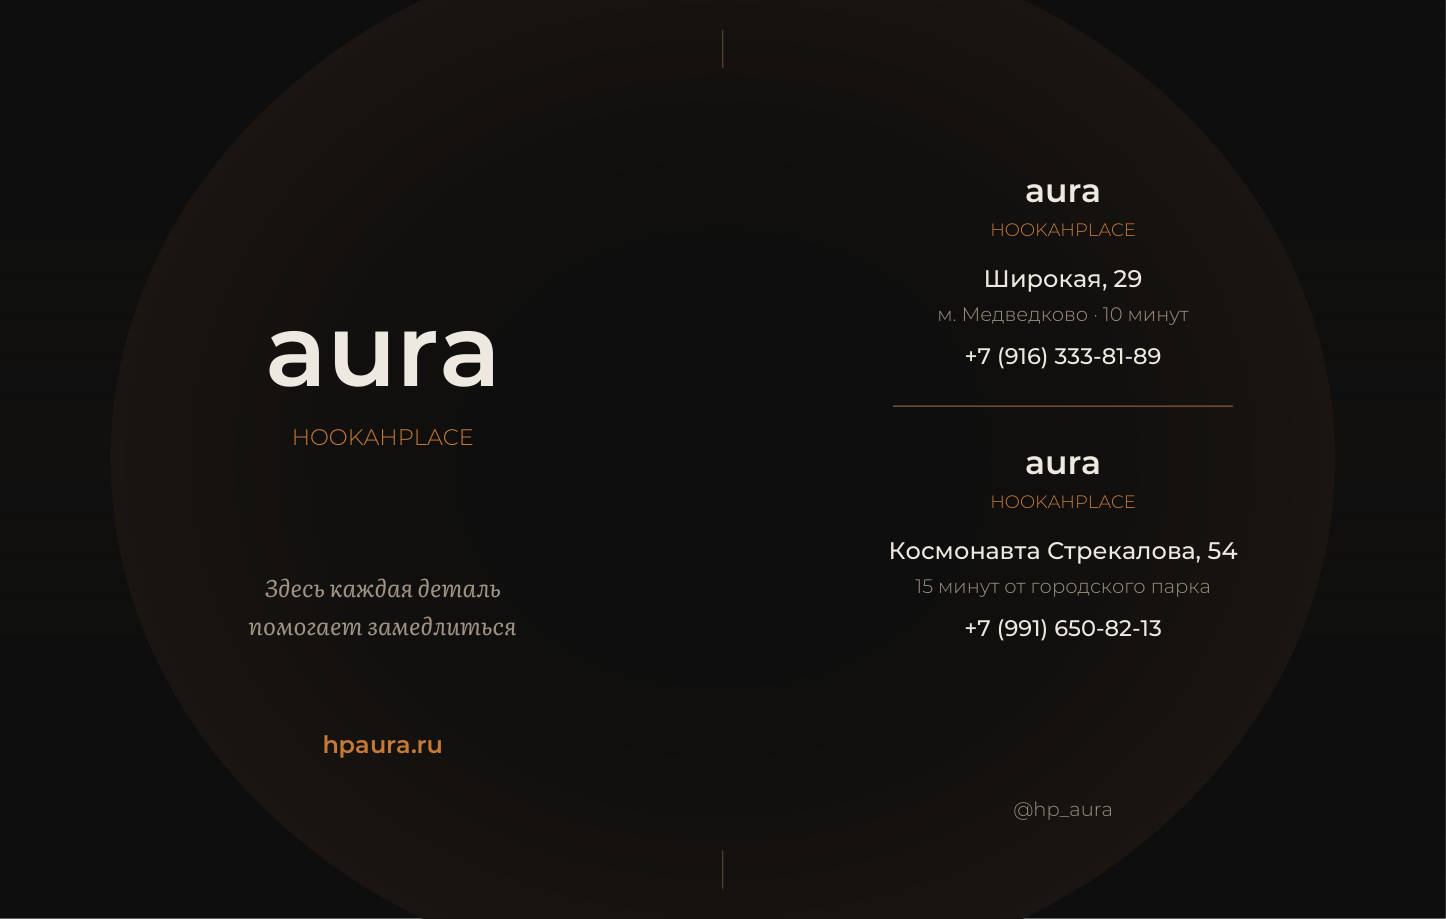 aura
HOOKAHPLACE
Здесь каждая деталь
помогает замедлиться
hpaura.ru
aura
HOOKAHPLACE
Широкая, 29
м. Медведково · 10 минут
+7 (916) 333-81-89
aura
HOOKAHPLACE
Космонавта Стрекалова, 54
15 минут от городского парка
+7 (991) 650-82-13
@hp_aura